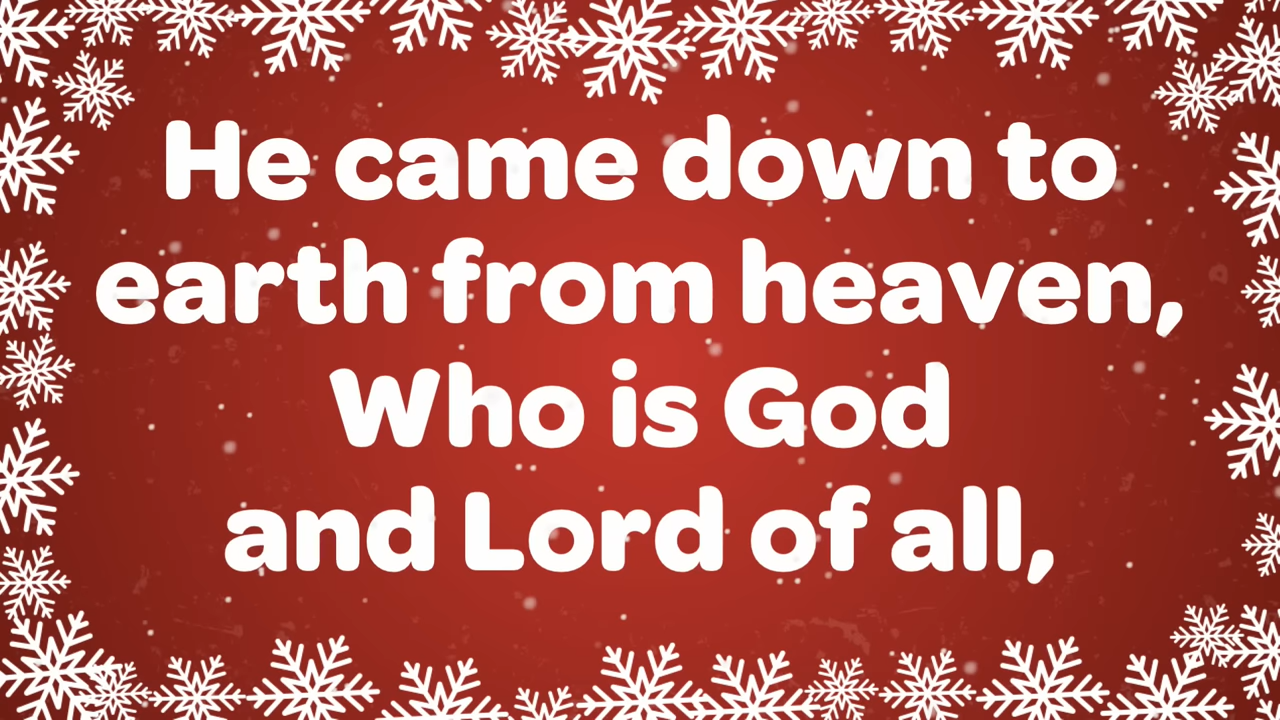 He came down to
earth from heaven,
Who is God
and Lord of all,